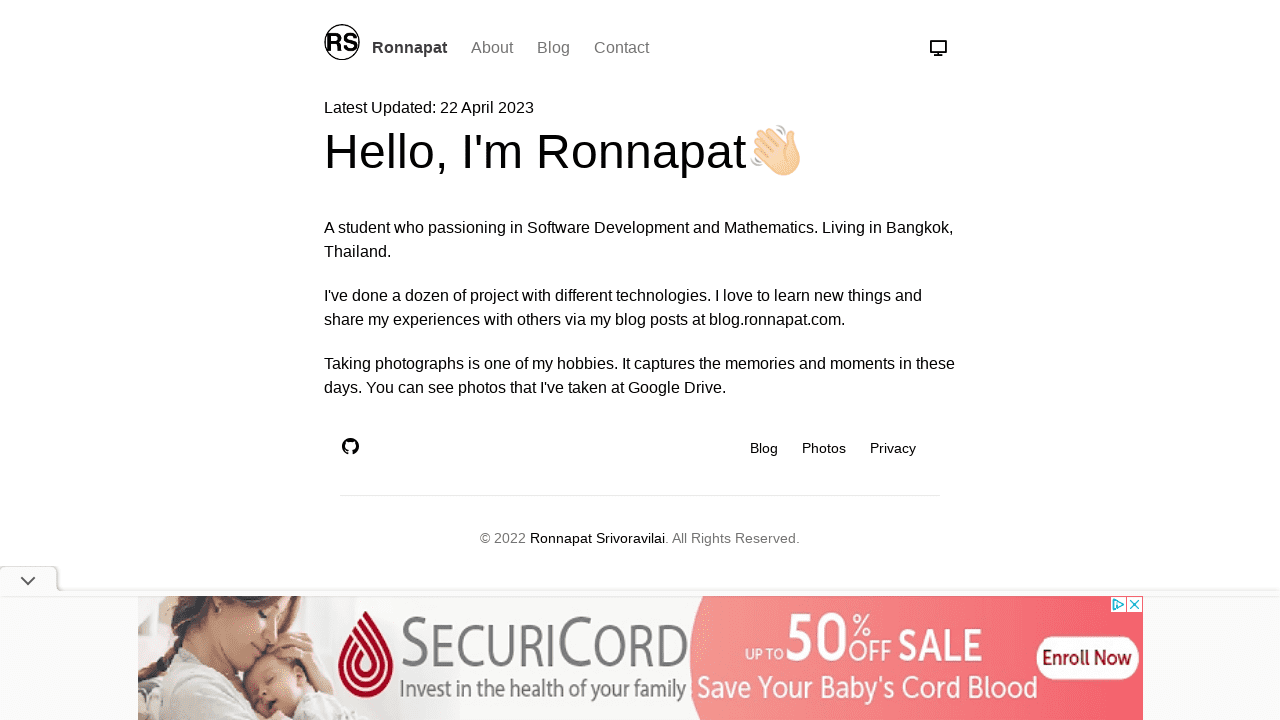 RS Ronnapat About Blog Contact
Latest Updated: 22 April 2023
Hello, I'm Ronnapat👋🏻
A student who passioning in Software Development and Mathematics. Living in Bangkok,
Thailand.
I've done a dozen of project with different technologies. I love to learn new things and
share my experiences with others via my blog posts at blog.ronnapat.com.
Taking photographs is one of my hobbies. It captures the memories and moments in these
days. You can see photos that I've taken at Google Drive.
Blog Photos Privacy
© 2022 Ronnapat Srivoravilai. All Rights Reserved.
SECURICORD
Invest in the health of your family
UP TO 50% OFF SALE
Save Your Baby's Cord Blood
Enroll Now